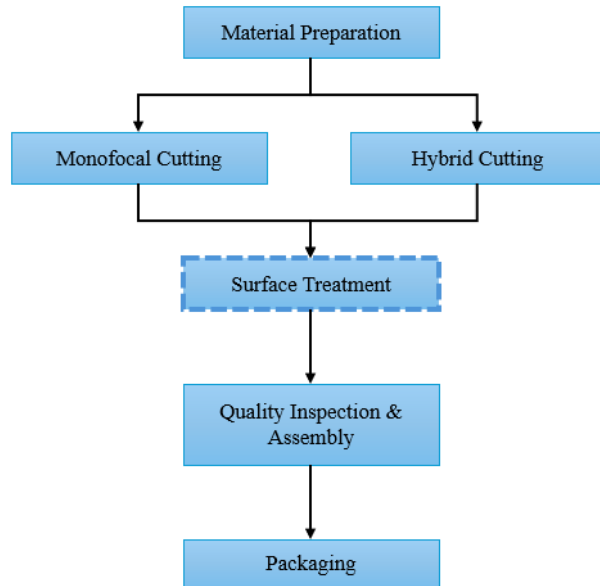 Material Preparation
Monofocal Cutting
Hybrid Cutting
Surface Treatment
Quality Inspection &
Assembly
Packaging